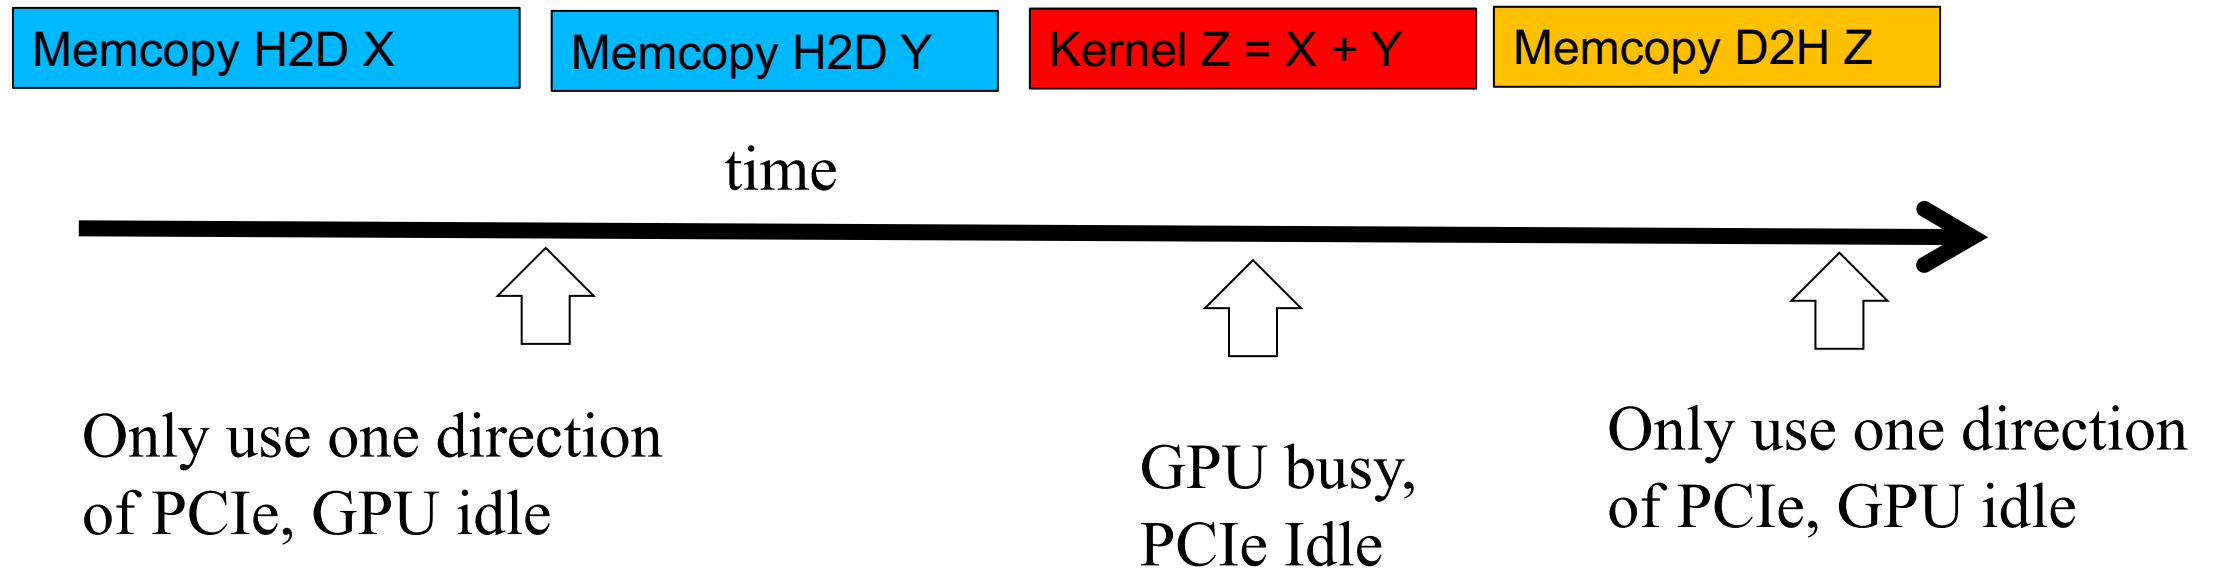 Memcopy H2D X
Memcopy H2D Y
Kernel Z = X + Y
Memcopy D2H Z
time
Only use one direction
of PCIe, GPU idle
GPU busy,
PCIe Idle
Only use one direction
of PCIe, GPU idle